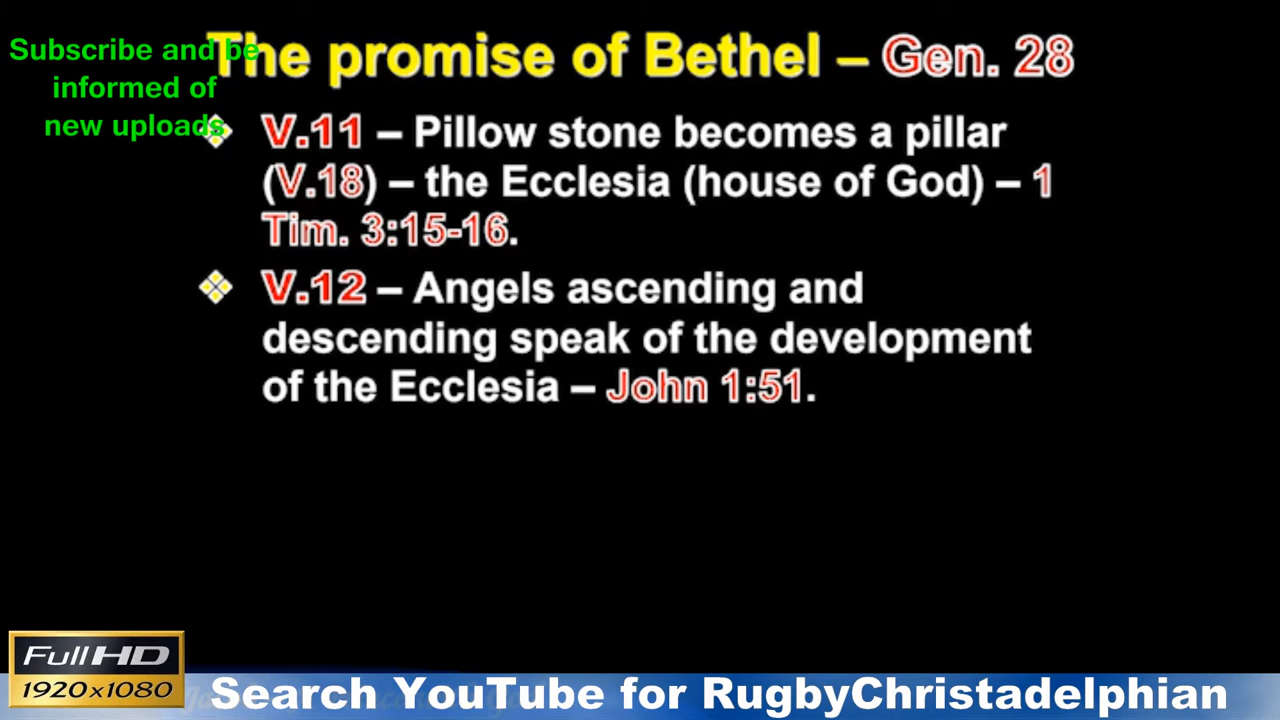 Subscribe and be
informed of
new uploads
The promise of Bethel – Gen. 28
V.11 – Pillow stone becomes a pillar
(V.18) – the Ecclesia (house of God) – 1
Tim. 3:15-16.
V.12 – Angels ascending and
descending speak of the development
of the Ecclesia – John 1:51.
Full HD
1920x1080
Search YouTube for RugbyChristadelphian